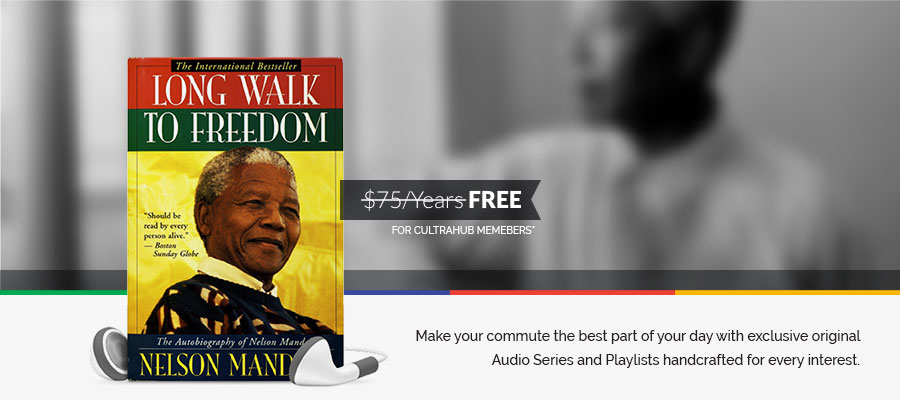 The International Bestseller
LONG WALK
TO FREEDOM
"Should be
read by every
person alive."
— Boston
Sunday Globe
The Autobiography of Nelson Mand
NELSON MAND
$75/Years FREE
FOR CULTRAHUB MEMEBERS*
Make your commute the best part of your day with exclusive original
Audio Series and Playlists handcrafted for every interest.